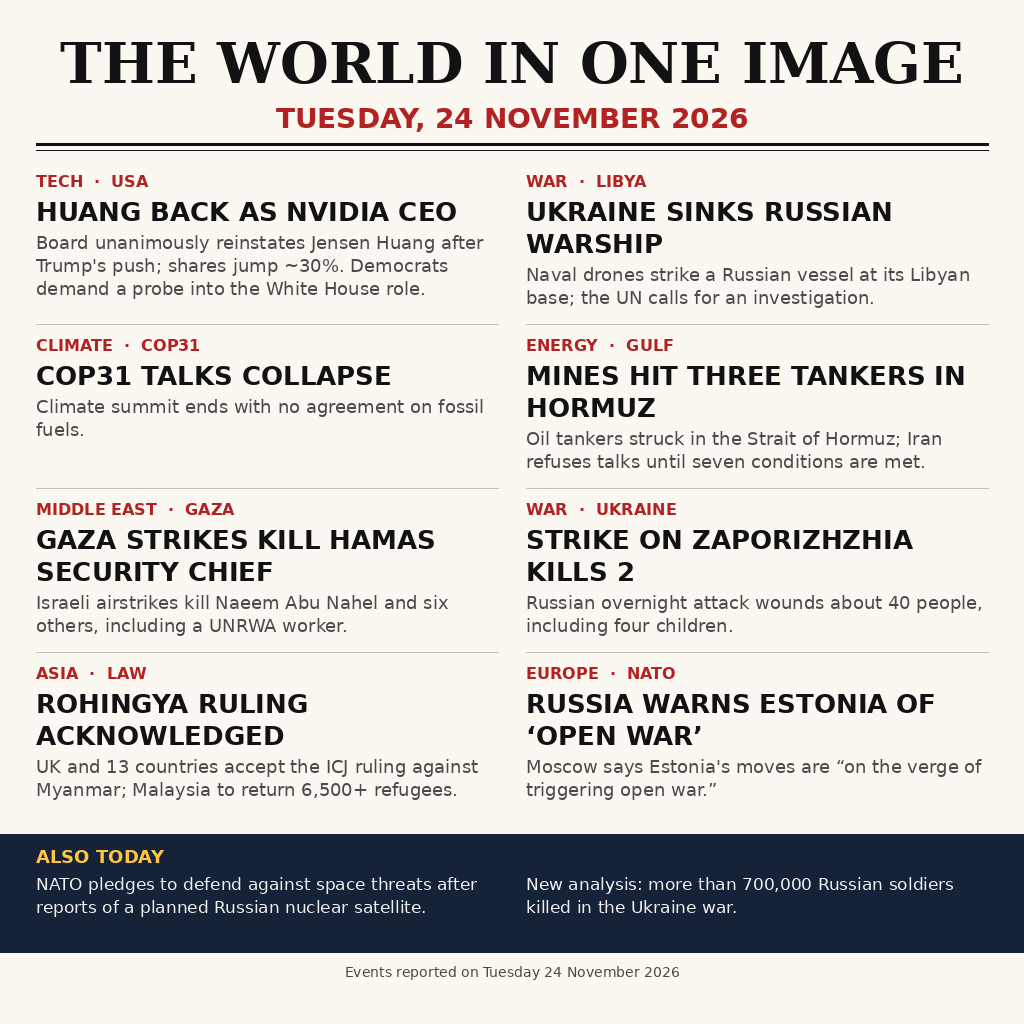 THE WORLD IN ONE IMAGE
TUESDAY, 24 NOVEMBER 2026
TECH · USA
HUANG BACK AS NVIDIA CEO
Board unanimously reinstates Jensen Huang after
Trump's push; shares jump ~30%. Democrats
demand a probe into the White House role.
WAR · LIBYA
UKRAINE SINKS RUSSIAN
WARSHIP
Naval drones strike a Russian vessel at its Libyan
base; the UN calls for an investigation.
CLIMATE · COP31
COP31 TALKS COLLAPSE
Climate summit ends with no agreement on fossil
fuels.
ENERGY · GULF
MINES HIT THREE TANKERS IN
HORMUZ
Oil tankers struck in the Strait of Hormuz; Iran
refuses talks until seven conditions are met.
MIDDLE EAST · GAZA
GAZA STRIKES KILL HAMAS
SECURITY CHIEF
Israeli airstrikes kill Naeem Abu Nahel and six
others, including a UNRWA worker.
WAR · UKRAINE
STRIKE ON ZAPORIZHZHIA
KILLS 2
Russian overnight attack wounds about 40 people,
including four children.
ASIA · LAW
ROHINGYA RULING
ACKNOWLEDGED
UK and 13 countries accept the ICJ ruling against
Myanmar; Malaysia to return 6,500+ refugees.
EUROPE · NATO
RUSSIA WARNS ESTONIA OF
‘OPEN WAR’
Moscow says Estonia's moves are “on the verge of
triggering open war.”
ALSO TODAY
NATO pledges to defend against space threats after
reports of a planned Russian nuclear satellite.
New analysis: more than 700,000 Russian soldiers
killed in the Ukraine war.
Events reported on Tuesday 24 November 2026